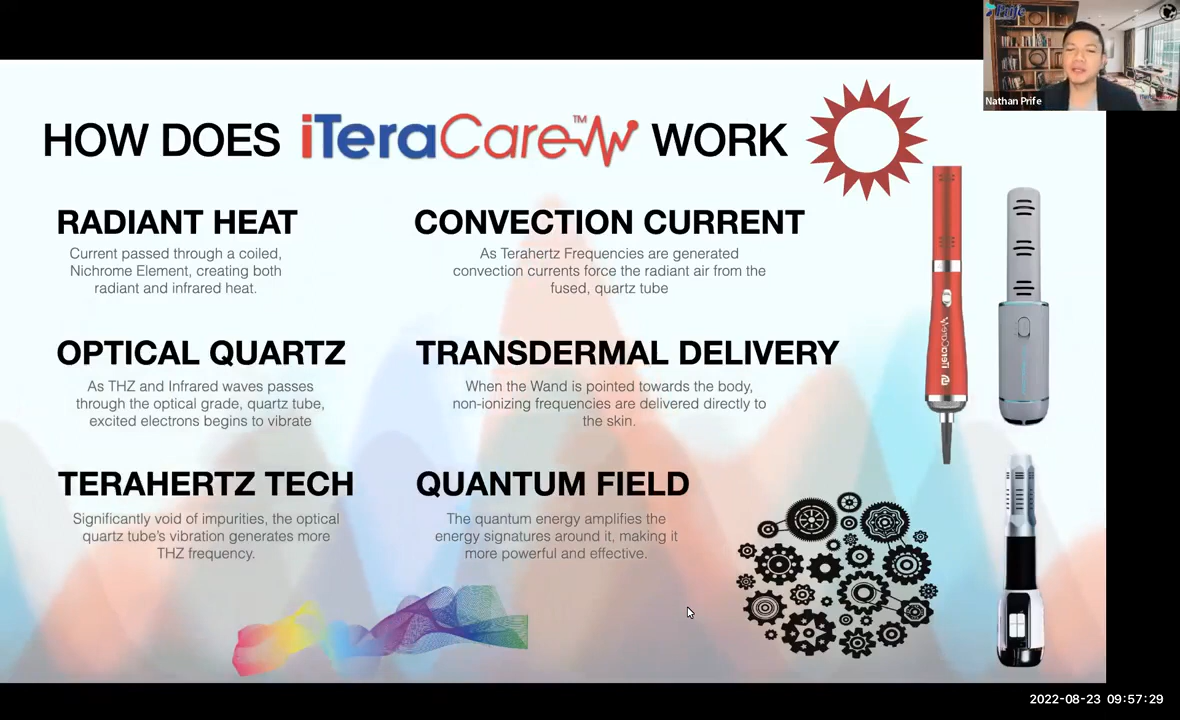 Prife
Nathan Prife
HOW DOES iTeraCare™ WORK
RADIANT HEAT
Current passed through a coiled,
Nichrome Element, creating both
radiant and infrared heat.
CONVECTION CURRENT
As Terahertz Frequencies are generated
convection currents force the radiant air from the
fused, quartz tube
OPTICAL QUARTZ
As THZ and Infrared waves passes
through the optical grade, quartz tube,
excited electrons begins to vibrate
TRANSDERMAL DELIVERY
When the Wand is pointed towards the body,
non-ionizing frequencies are delivered directly to
the skin.
TERAHERTZ TECH
Significantly void of impurities, the optical
quartz tube's vibration generates more
THZ frequency.
QUANTUM FIELD
The quantum energy amplifies the
energy signatures around it, making it
more powerful and effective.
iTeraCare
2022-08-23 09:57:29